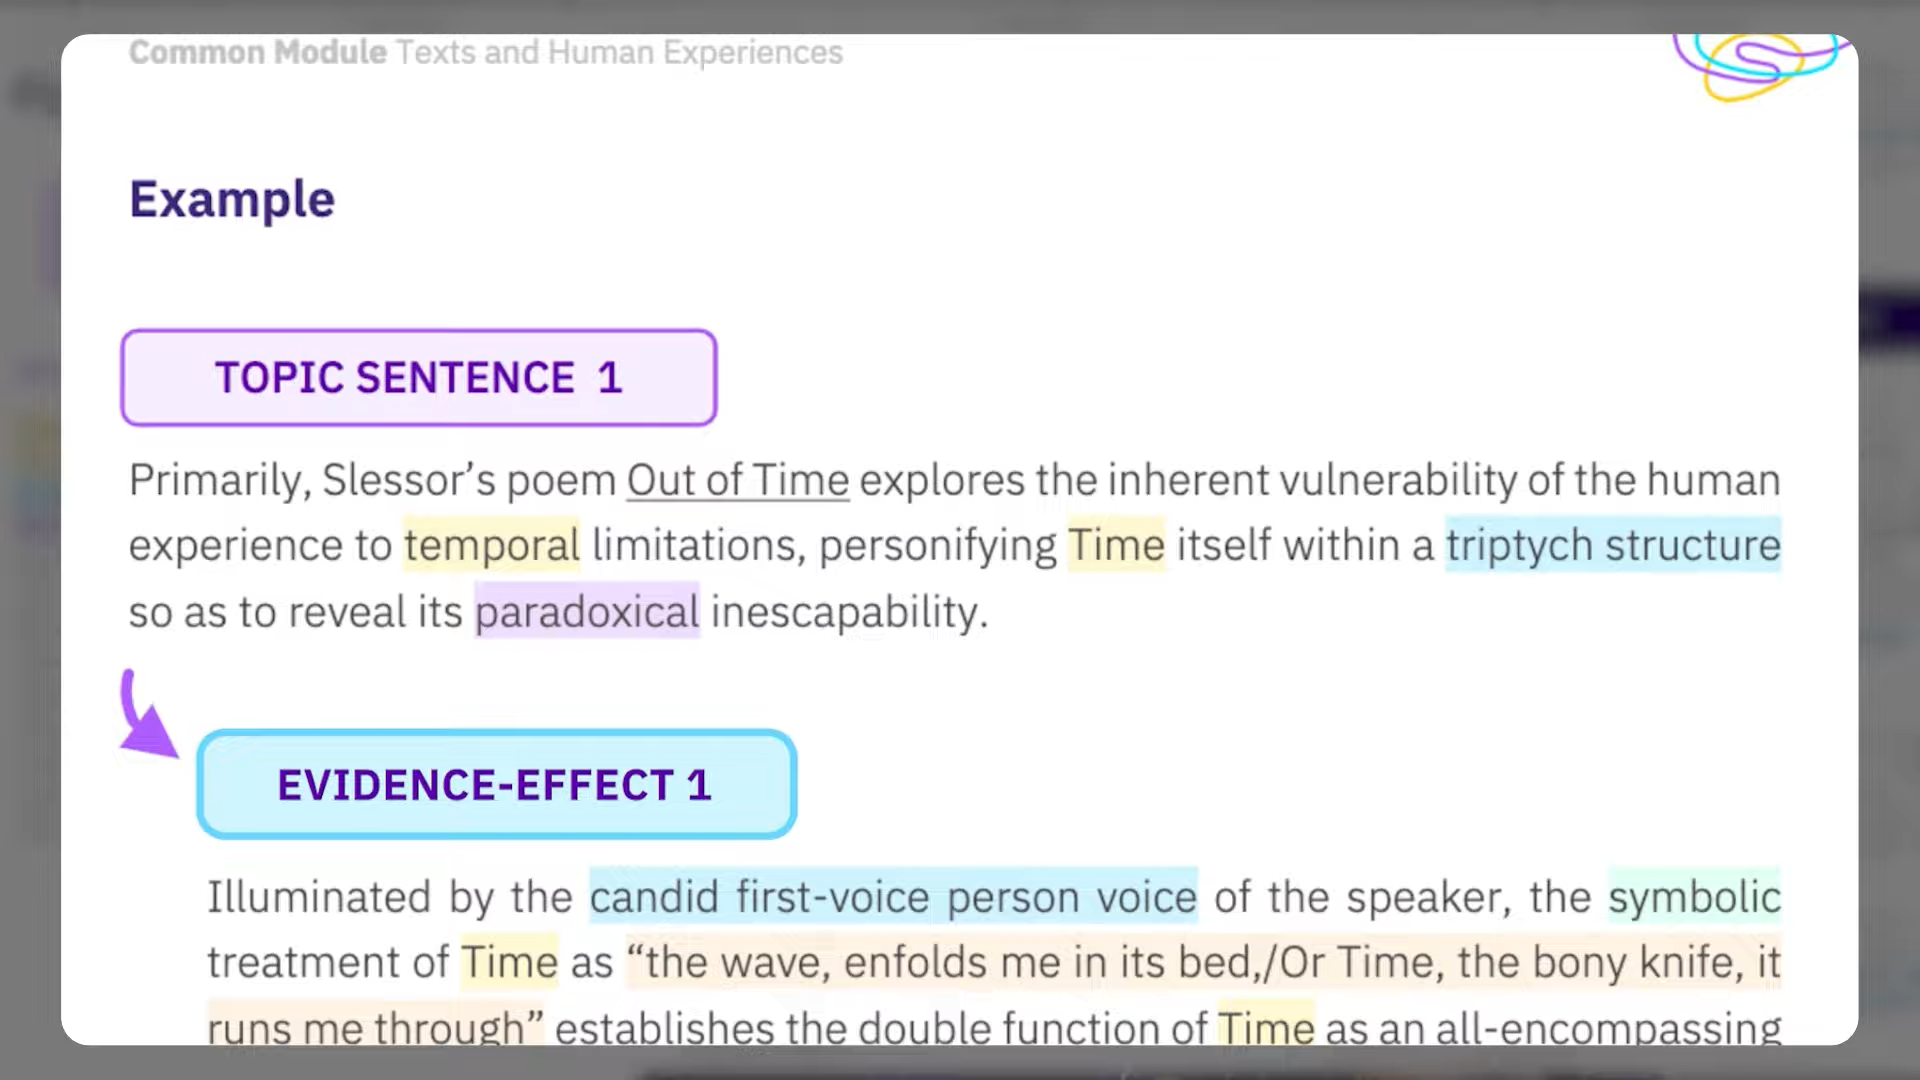 Common Module Texts and Human Experiences
Example
TOPIC SENTENCE 1
Primarily, Slessor’s poem Out of Time explores the inherent vulnerability of the human
experience to temporal limitations, personifying Time itself within a triptych structure
so as to reveal its paradoxical inescapability.
EVIDENCE-EFFECT 1
Illuminated by the candid first-voice person voice of the speaker, the symbolic
treatment of Time as “the wave, enfolds me in its bed,/Or Time, the bony knife, it
runs me through” establishes the double function of Time as an all-encompassing